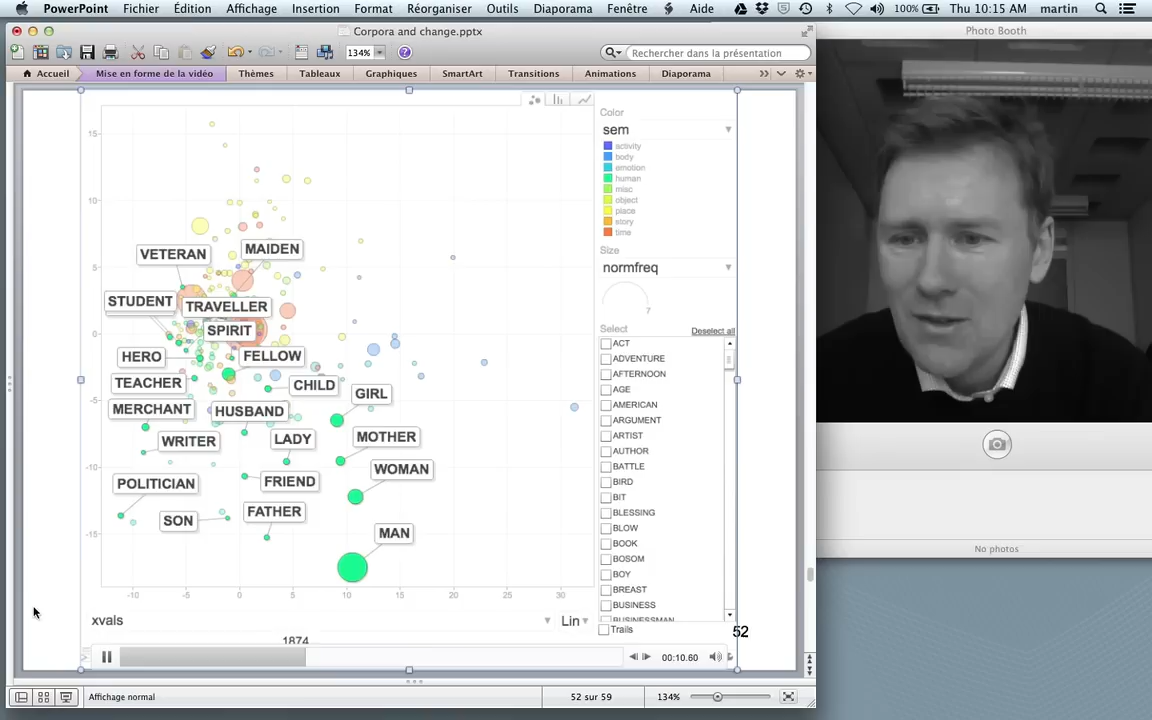 PowerPoint Fichier Édition Affichage Insertion Format Réorganiser Outils Diaporama Fenêtre Aide 100% Thu 10:15 AM martin
Corpora and change.pptx
134%
Rechercher dans la présentation
Accueil Mise en forme de la vidéo Thèmes Tableaux Graphiques SmartArt Transitions Animations Diaporama
Photo Booth
15
10
5
0
-5
-10
-15
VETERAN
MAIDEN
STUDENT
TRAVELLER
SPIRIT
HERO
FELLOW
TEACHER
CHILD
GIRL
MERCHANT
HUSBAND
WRITER
LADY
MOTHER
WOMAN
POLITICIAN
FRIEND
SON
FATHER
MAN
-10 -5 0 5 10 15 20 25 30
xvals Lin
1874
Color
sem
activity
body
emotion
human
misc
object
place
story
time
Size
normfreq
7
Select Deselect all
ACT
ADVENTURE
AFTERNOON
AGE
AMERICAN
ARGUMENT
ARTIST
AUTHOR
BATTLE
BIRD
BIT
BLESSING
BLOW
BOOK
BOSOM
BOY
BREAST
BUSINESS
BUSINESSMAN
Trails
52
00:10.60
Affichage normal 52 sur 59 134%
No photos